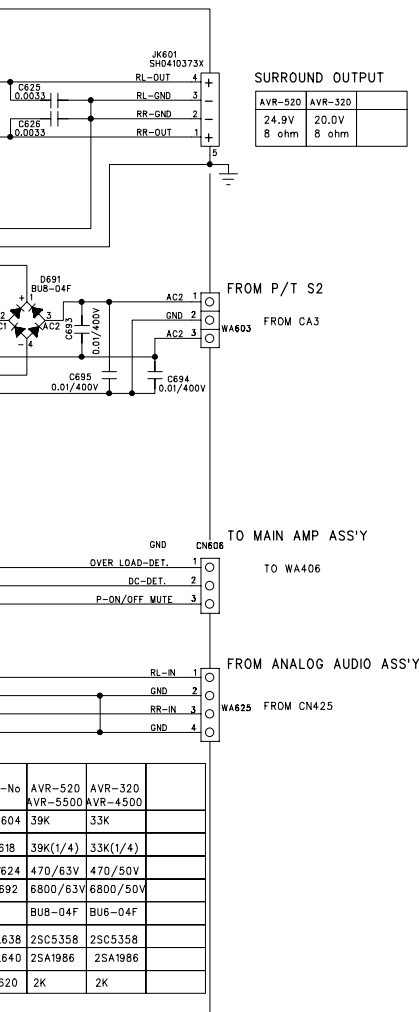 JK601
SH0410373X
RL-OUT 4 +
C625
0.0033
RL-GND 3 −
RR-GND 2 −
C626
0.0033
RR-OUT 1 +
5
SURROUND OUTPUT
AVR-520 AVR-320
24.9V 20.0V
8 ohm 8 ohm
D691
BU8-04F
+ 1
2
3
AC2
- 4
C693
0.01/400V
AC2 1
GND 2
AC2 3
WA603
FROM P/T S2
FROM CA3
C695
0.01/400V
C694
0.01/400V
GND CN606
OVER LOAD-DET. 1
DC-DET. 2
P-ON/OFF MUTE 3
TO MAIN AMP ASS'Y
TO WA406
RL-IN 1
GND 2
RR-IN 3
GND 4
WA625
FROM ANALOG AUDIO ASS'Y
FROM CN425
-No AVR-520 AVR-320
AVR-5500 AVR-4500
604 39K 33K
618 39K(1/4) 33K(1/4)
624 470/63V 470/50V
692 6800/63V 6800/50V
BU8-04F BU6-04F
638 2SC5358 2SC5358
640 2SA1986 2SA1986
620 2K 2K